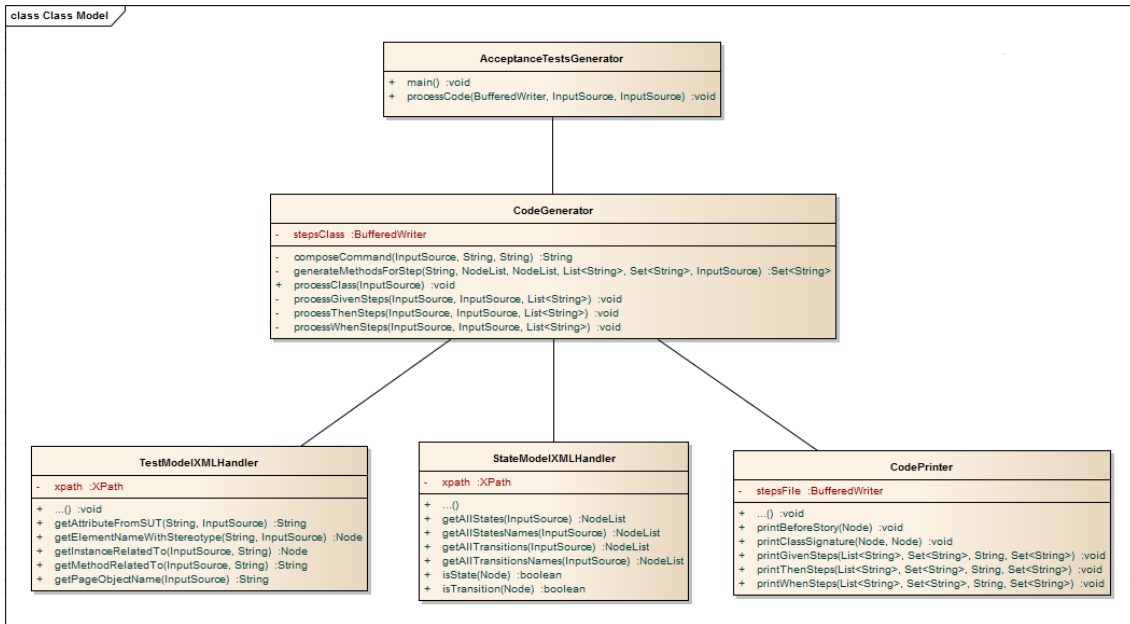 class Class Model
AcceptanceTestsGenerator
+ main() :void
+ processCode(BufferedWriter, InputSource, InputSource) :void
CodeGenerator
- stepsClass :BufferedWriter
- composeCommand(InputSource, String, String) :String
- generateMethodsForStep(String, NodeList, NodeList, List<String>, Set<String>, InputSource) :Set<String>
+ processClass(InputSource) :void
- processGivenSteps(InputSource, InputSource, List<String>) :void
- processThenSteps(InputSource, InputSource, List<String>) :void
- processWhenSteps(InputSource, InputSource, List<String>) :void
TestModelXMLHandler
- xpath :XPath
+ ...() :void
+ getAttributeFromSUT(String, InputSource) :String
+ getElementNameWithStereotype(String, InputSource) :Node
+ getInstanceRelatedTo(InputSource, String) :Node
+ getMethodRelatedTo(InputSource, String) :String
+ getPageObjectName(InputSource) :String
StateModelXMLHandler
- xpath :XPath
+ ...()
+ getAllStates(InputSource) :NodeList
+ getAllStatesNames(InputSource) :NodeList
+ getAllTransitions(InputSource) :NodeList
+ getAllTransitionsNames(InputSource) :NodeList
+ isState(Node) :boolean
+ isTransition(Node) :boolean
CodePrinter
- stepsFile :BufferedWriter
+ ...() :void
+ printBeforeStory(Node) :void
+ printClassSignature(Node, Node) :void
+ printGivenSteps(List<String>, Set<String>, String, Set<String>) :void
+ printThenSteps(List<String>, Set<String>, String, Set<String>) :void
+ printWhenSteps(List<String>, Set<String>, String, Set<String>) :void